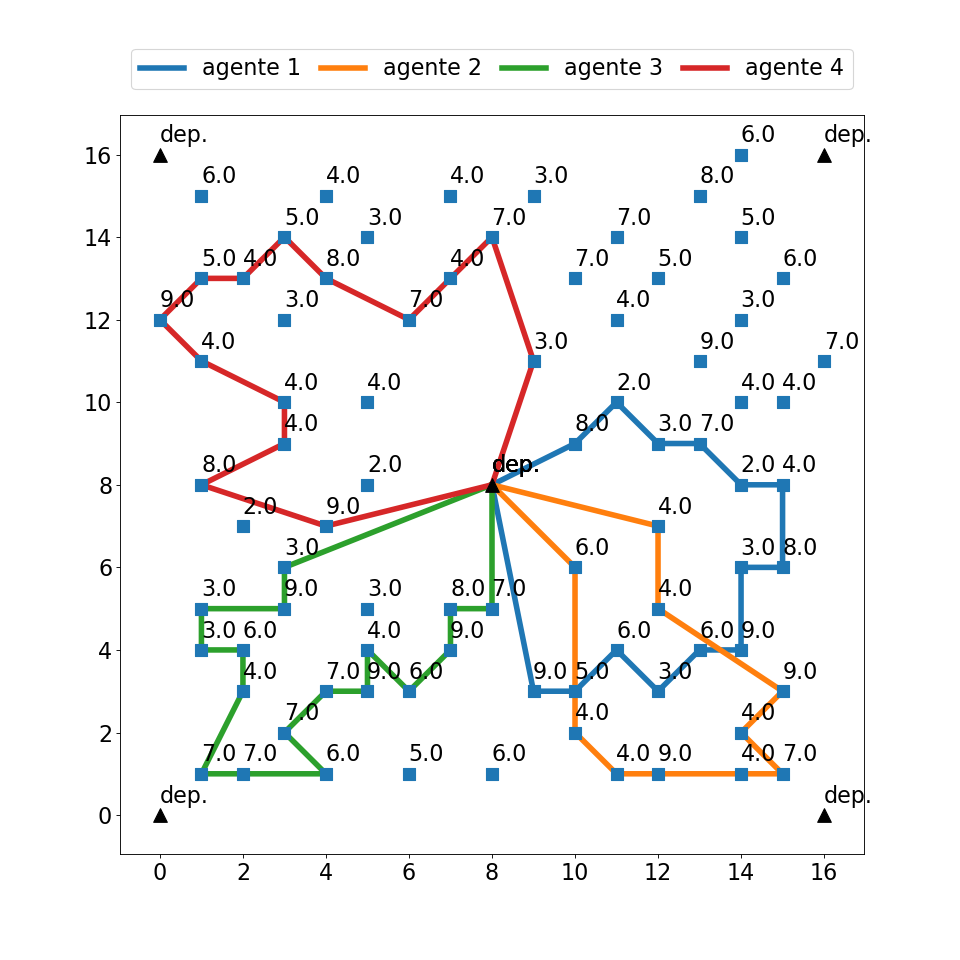 agente 1 agente 2 agente 3 agente 4
6.0
dep. dep.
16
6.0 4.0 4.0 3.0 8.0
5.0 3.0 7.0 7.0 5.0
14
5.0 4.0 8.0 4.0 7.0 5.0 6.0
9.0 3.0 7.0 4.0 3.0
12
4.0 3.0 9.0 7.0
4.0 4.0 2.0 4.0 4.0
10
4.0 8.0 3.0 7.0
8.0 2.0 dep. 2.0 4.0
8
2.0 9.0 4.0
3.0 6.0 3.0 8.0
6
3.0 9.0 3.0 8.0 7.0 4.0
3.0 6.0 4.0 9.0 6.0 6.0 9.0
4
4.0 7.0 9.0 6.0 9.0 5.0 3.0 9.0
7.0 4.0 4.0
2
7.0 7.0 6.0 5.0 6.0 4.0 9.0 4.0 7.0
dep. dep.
0
0 2 4 6 8 10 12 14 16